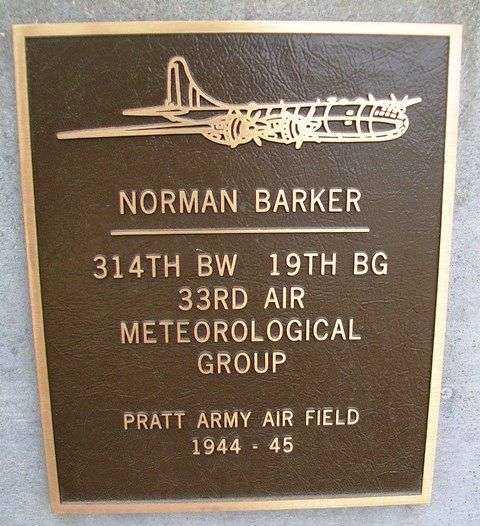 NORMAN BARKER
314TH BW 19TH BG
33RD AIR
METEOROLOGICAL
GROUP
PRATT ARMY AIR FIELD
1944 - 45